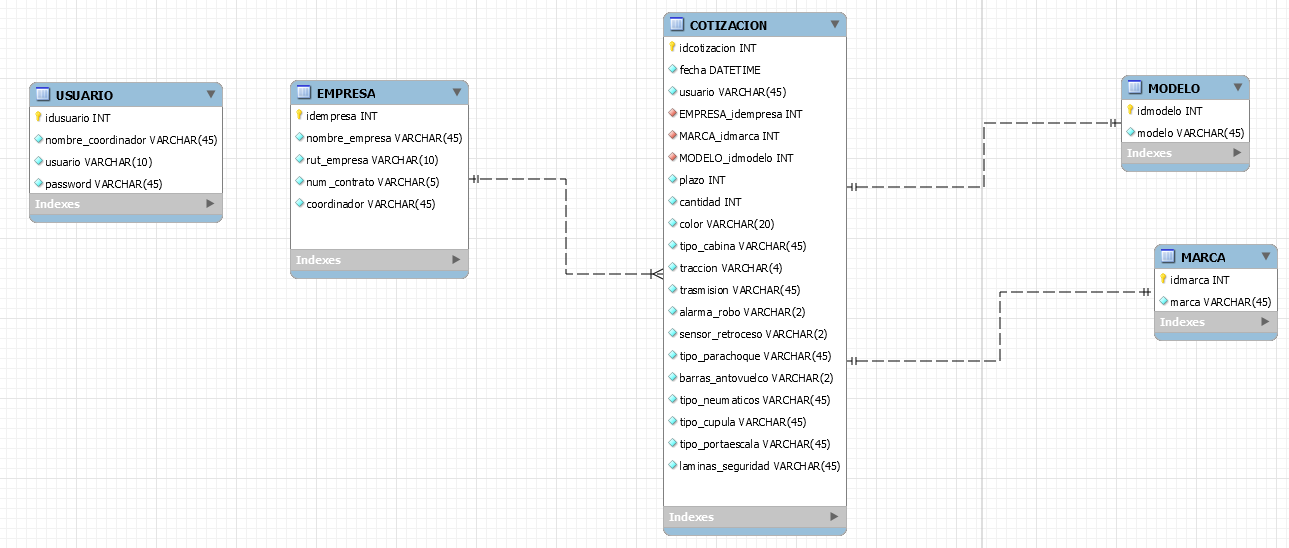 USUARIO
idusuario INT
nombre_coordinador VARCHAR(45)
usuario VARCHAR(10)
password VARCHAR(45)
Indexes
EMPRESA
idempresa INT
nombre_empresa VARCHAR(45)
rut_empresa VARCHAR(10)
num_contrato VARCHAR(5)
coordinador VARCHAR(45)
Indexes
COTIZACION
idcotizacion INT
fecha DATETIME
usuario VARCHAR(45)
EMPRESA_idempresa INT
MARCA_idmarca INT
MODELO_idmodelo INT
plazo INT
cantidad INT
color VARCHAR(20)
tipo_cabina VARCHAR(45)
traccion VARCHAR(4)
trasmision VARCHAR(45)
alarma_robo VARCHAR(2)
sensor_retroceso VARCHAR(2)
tipo_parachoque VARCHAR(45)
barras_antovuelco VARCHAR(2)
tipo_neumaticos VARCHAR(45)
tipo_cupula VARCHAR(45)
tipo_portaescala VARCHAR(45)
laminas_seguridad VARCHAR(45)
Indexes
MODELO
idmodelo INT
modelo VARCHAR(45)
Indexes
MARCA
idmarca INT
marca VARCHAR(45)
Indexes